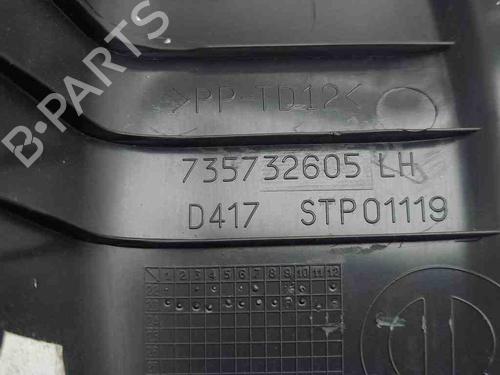 B-PARTS
>PP-TD12<
735732605 LH
D417 STP01119
1 2 3 4 5 6 7 8 9 10 11 12